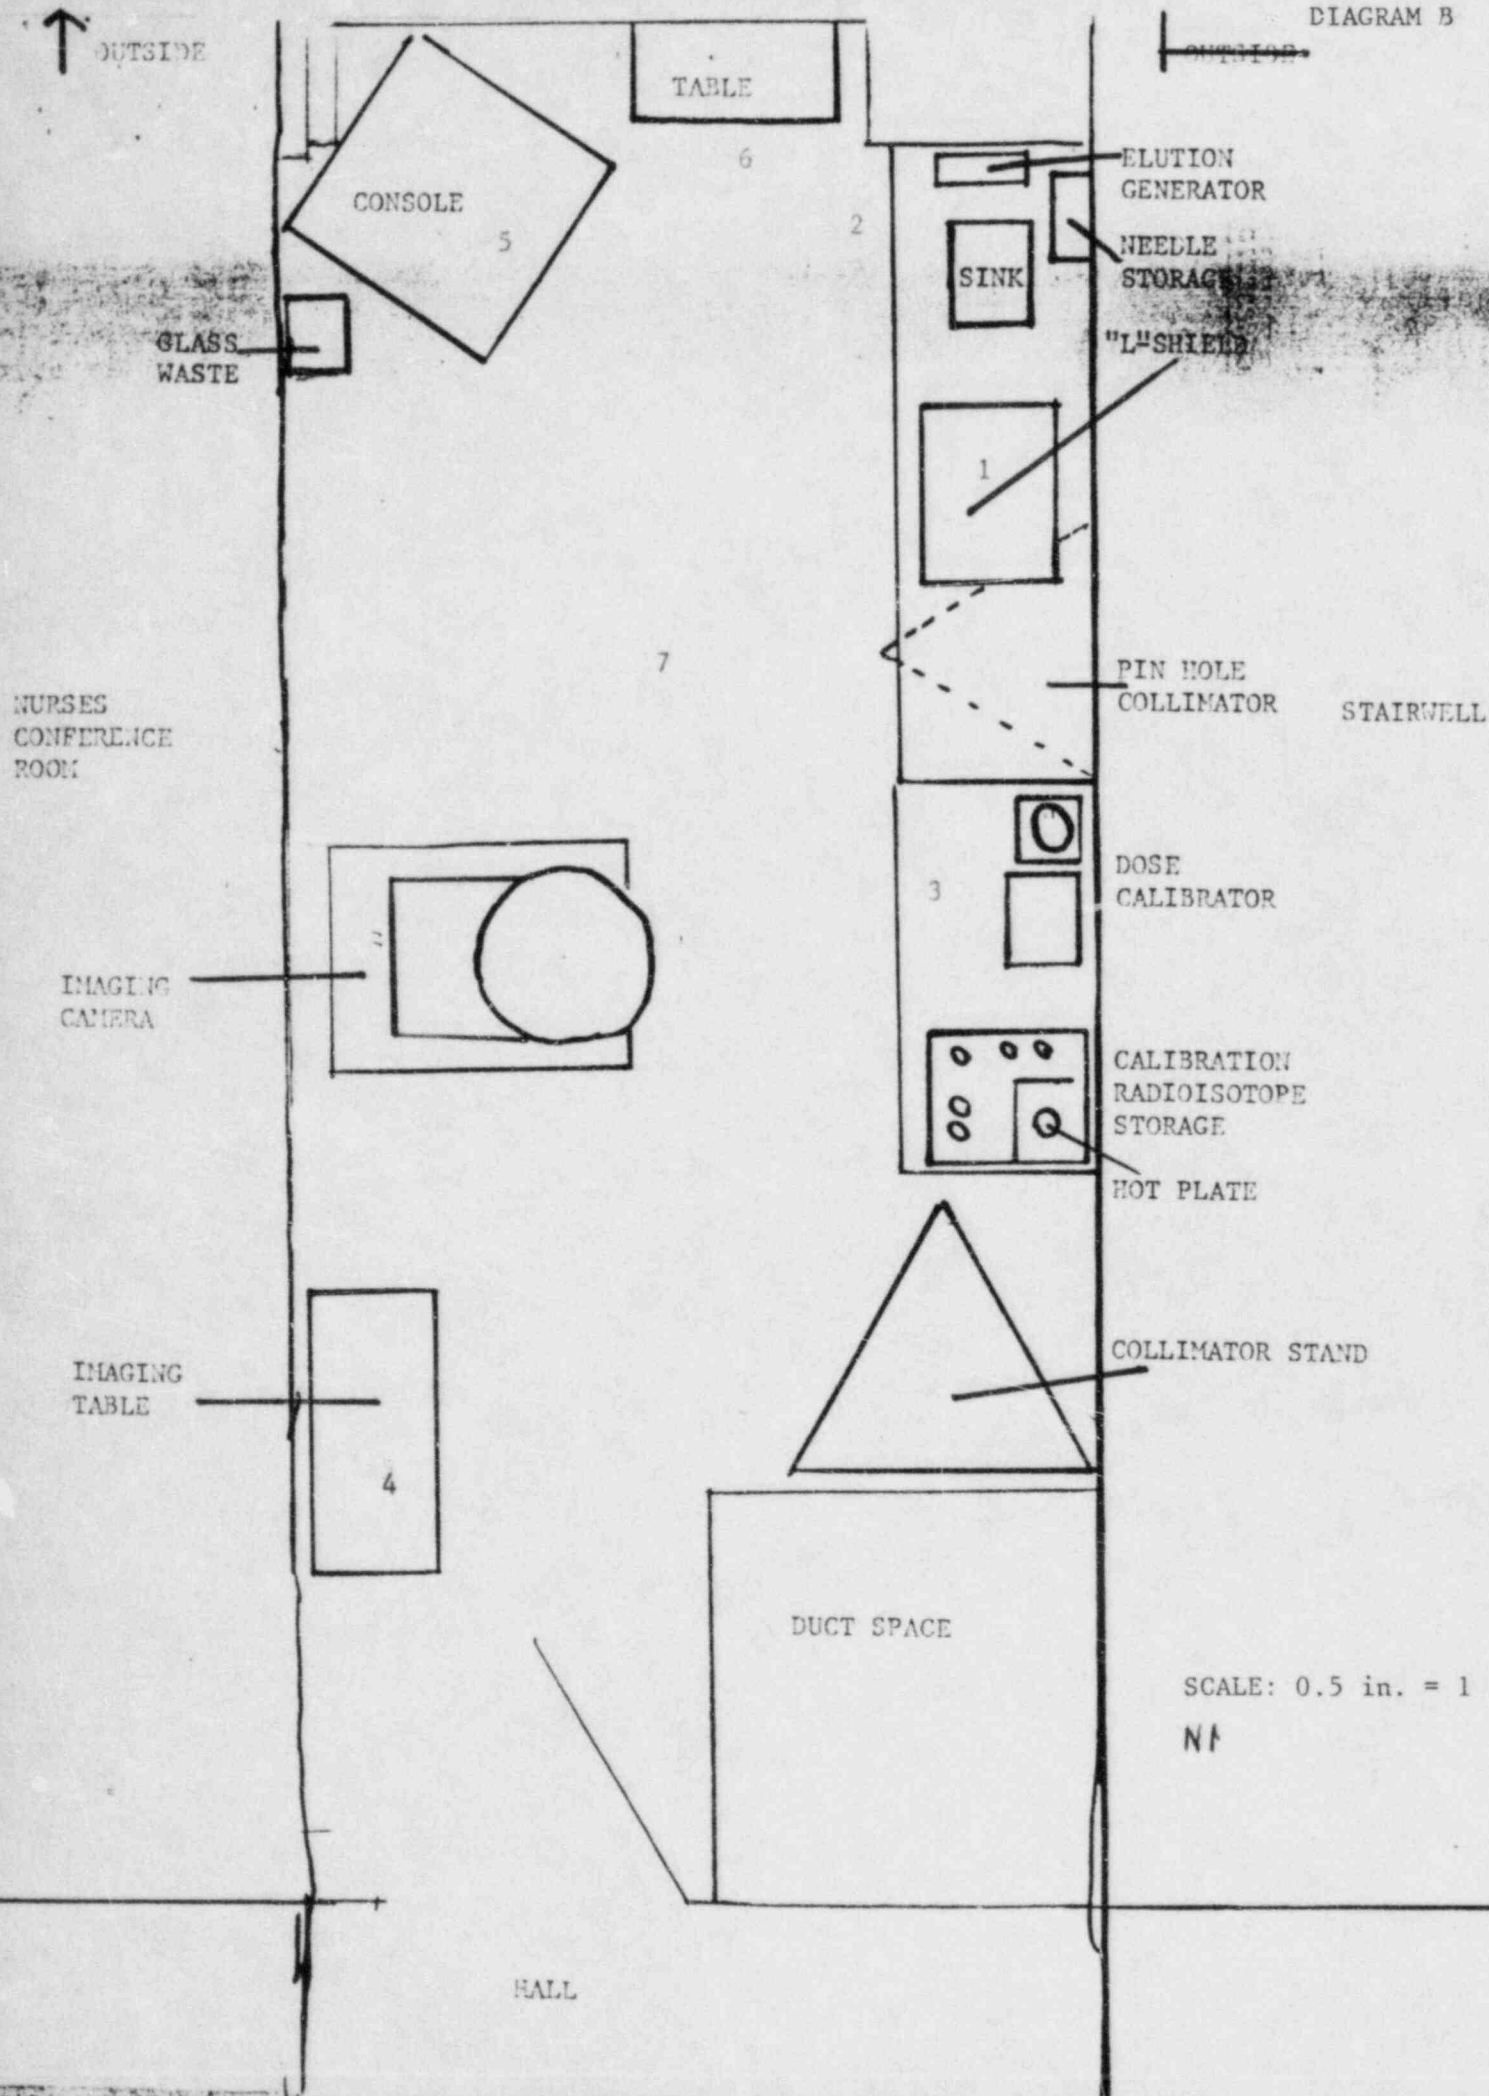 DIAGRAM B
OUTSIDE
OUTSIDE
TABLE
ELUTION
GENERATOR
6
CONSOLE
2
5
NEEDLE
STORAGE
SINK
GLASS
WASTE
"L"SHIELD
1
7
PIN HOLE
COLLIMATOR
STAIRWELL
NURSES
CONFERENCE
ROOM
DOSE
CALIBRATOR
3
IMAGING
CAMERA
CALIBRATION
RADIOISOTOPE
STORAGE
HOT PLATE
COLLIMATOR STAND
IMAGING
TABLE
4
DUCT SPACE
SCALE: 0.5 in. = 1
N
HALL